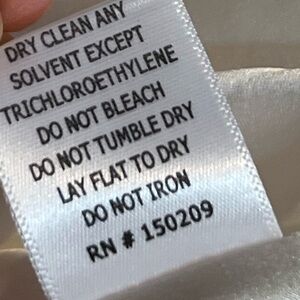 DRY CLEAN ANY
SOLVENT EXCEPT
TRICHLOROETHYLENE
DO NOT BLEACH
DO NOT TUMBLE DRY
LAY FLAT TO DRY
DO NOT IRON
RN # 150209